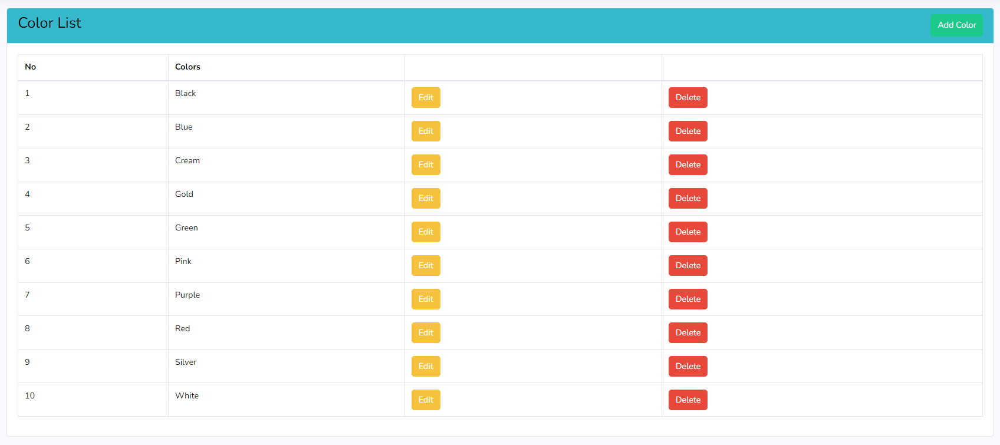 Color List
Add Color
No Colors
1 Black Edit Delete
2 Blue Edit Delete
3 Cream Edit Delete
4 Gold Edit Delete
5 Green Edit Delete
6 Pink Edit Delete
7 Purple Edit Delete
8 Red Edit Delete
9 Silver Edit Delete
10 White Edit Delete